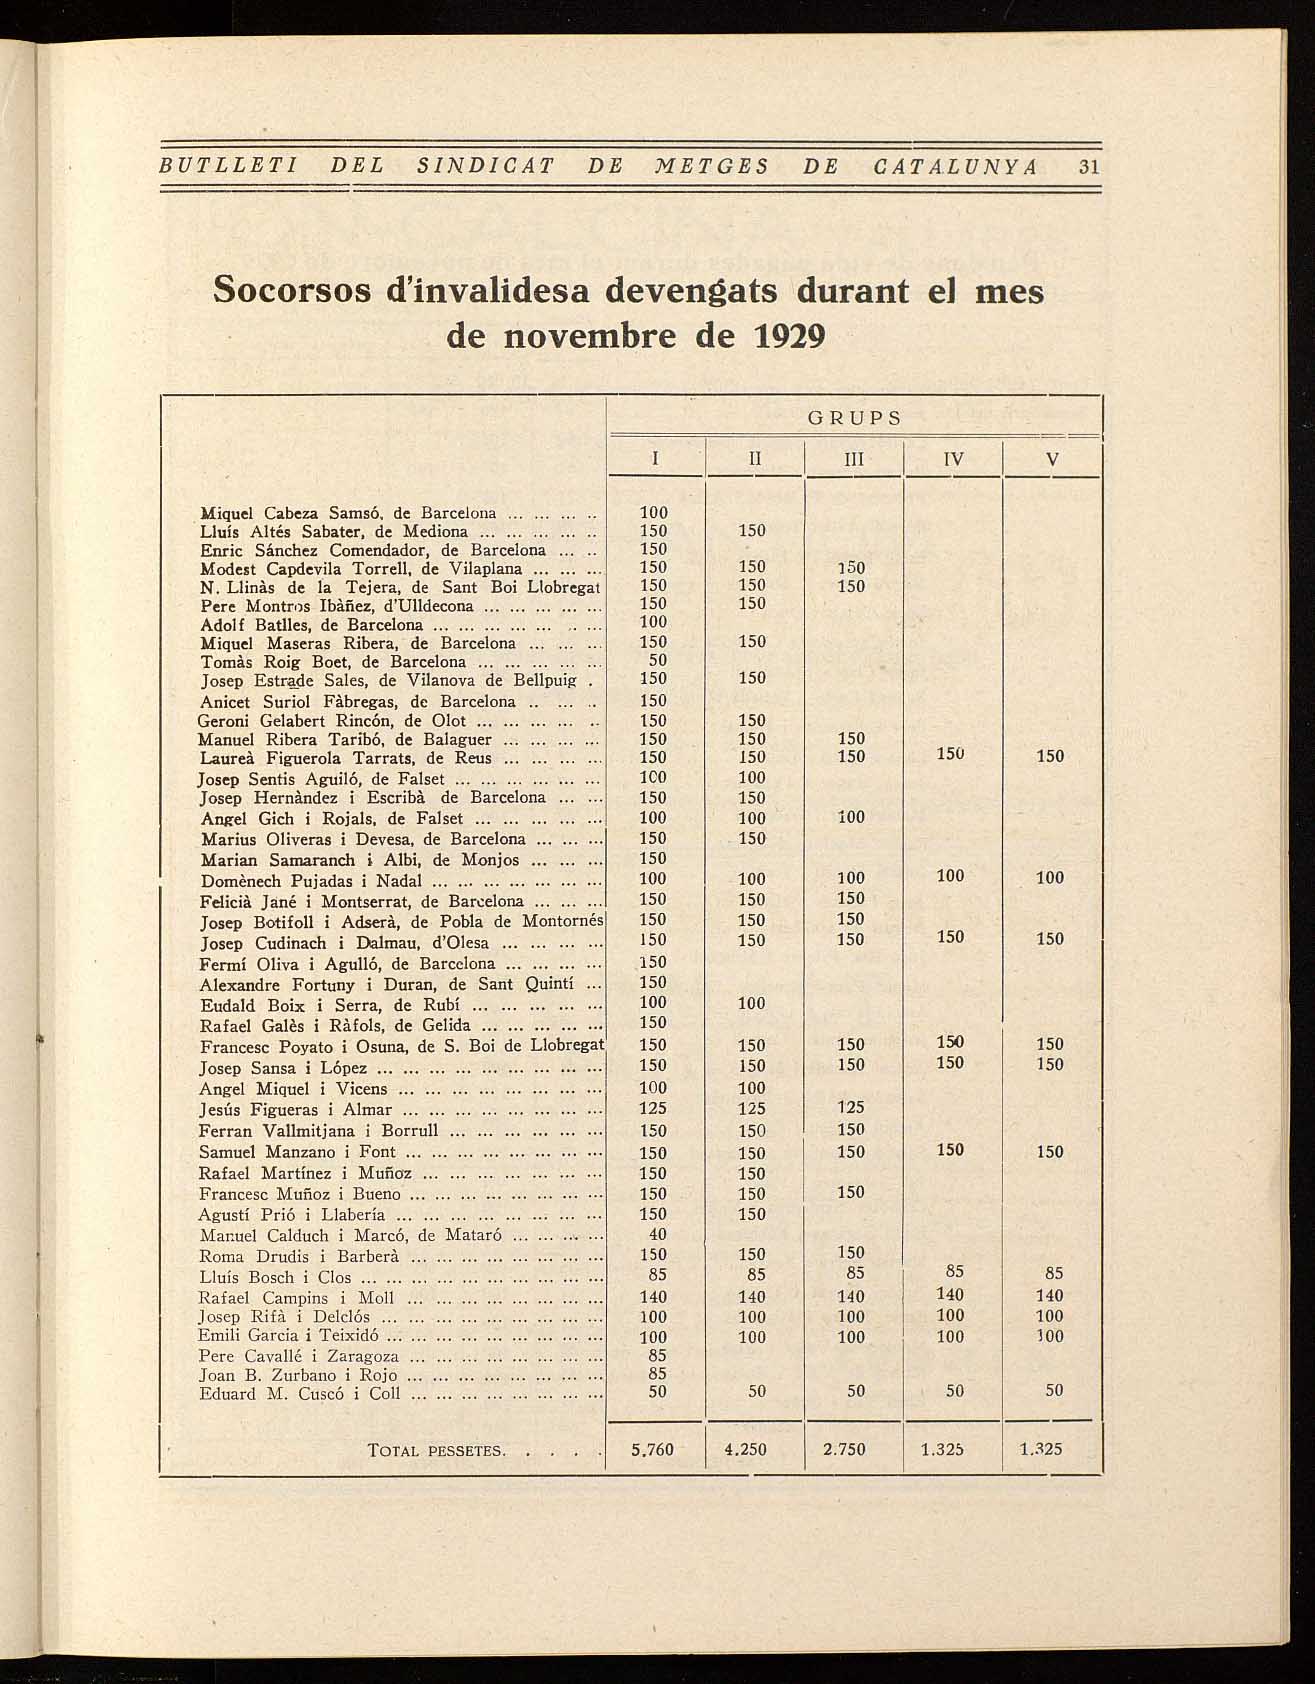 BUTLLETI DEL SINDICAT DE METGES DE CATALUNYA 31
Socorsos d'invalidesa devengats durant el mes
de novembre de 1929
GRUPS
I II III IV V
Miquel Cabeza Samsó, de Barcelona ... ... ... .. 100
Lluís Altés Sabater, de Mediona ... ... ... ... .. 150 150
Enric Sánchez Comendador, de Barcelona ... .. 150
Modest Capdevila Torrell, de Vilaplana ... ... ... 150 150 150
N. Llinàs de la Tejera, de Sant Boi Llobregat 150 150 150
Pere Montros Ibàñez, d'Ulldecona ... ... ... ... ... 150 150
Adolf Batlles, de Barcelona ... ... ... ... ... .. ... 100
Miquel Maseras Ribera, de Barcelona ... ... ... 150 150
Tomàs Roig Boet, de Barcelona ... ... ... ... ... 50
Josep Estrade Sales, de Vilanova de Bellpuig . 150 150
Anicet Suriol Fàbregas, de Barcelona .. ... .. 150
Geroni Gelabert Rincón, de Olot ... ... ... ... .. 150 150
Manuel Ribera Taribó, de Balaguer ... ... ... ... 150 150 150
Laureà Figuerola Tarrats, de Reus ... ... ... ... 150 150 150 150 150
Josep Sentis Aguiló, de Falset ... ... ... ... ... ... 100 100
Josep Hernàndez i Escribà de Barcelona ... ... 150 150
Angel Gich i Rojals, de Falset ... ... ... ... ... 100 100 100
Marius Oliveras i Devesa, de Barcelona ... ... ... 150 150
Marian Samaranch i Albi, de Monjos ... ... ... 150
Domènech Pujadas i Nadal ... ... ... ... ... ... ... 100 100 100 100 100
Felicià Jané i Montserrat, de Barcelona ... ... ... 150 150 150
Josep Botifoll i Adserà, de Pobla de Montornés 150 150 150
Josep Cudinach i Dalmau, d'Olesa ... ... ... ... 150 150 150 150 150
Fermí Oliva i Agulló, de Barcelona ... ... ... ... 150
Alexandre Fortuny i Duran, de Sant Quintí ... 150
Eudald Boix i Serra, de Rubí ... ... ... ... ... 100 100
Rafael Galès i Ràfols, de Gelida ... ... ... ... ... 150
Francesc Poyato i Osuna, de S. Boi de Llobregat 150 150 150 150 150
Josep Sansa i López ... ... ... ... ... ... ... ... ... 150 150 150 150 150
Angel Miquel i Vicens ... ... ... ... ... ... ... ... 100 100
Jesús Figueras i Almar ... ... ... ... ... ... ... ... 125 125 125
Ferran Vallmitjana i Borrull ... ... ... ... ... ... 150 150 150
Samuel Manzano i Font ... ... ... ... ... ... ... ... 150 150 150 150 150
Rafael Martínez i Muñoz ... ... ... ... ... ... ... 150 150
Francesc Muñoz i Bueno ... ... ... ... ... ... ... ... 150 150 150
Agustí Prió i Llabería ... ... ... ... ... ... ... ... 150 150
Manuel Calduch i Marcó, de Mataró ... ... ... ... 40
Roma Drudis i Barberà ... ... ... ... ... ... ... ... 150 150 150
Lluís Bosch i Clos ... ... ... ... ... ... ... ... ... ... 85 85 85 85 85
Rafael Campins i Moll ... ... ... ... ... ... ... ... 140 140 140 140 140
Josep Rifà i Delclós ... ... ... ... ... ... ... ... ... 100 100 100 100 100
Emili Garcia i Teixidó ... ... ... ... ... ... ... ... ... 100 100 100 100 100
Pere Cavallé i Zaragoza ... ... ... ... ... ... ... ... 85
Joan B. Zurbano i Rojo ... ... ... ... ... ... ... ... 85
Eduard M. Cuscó i Coll ... ... ... ... ... ... ... ... 50 50 50 50 50
TOTAL PESSETES. . . . . 5.760 4.250 2.750 1.325 1.325